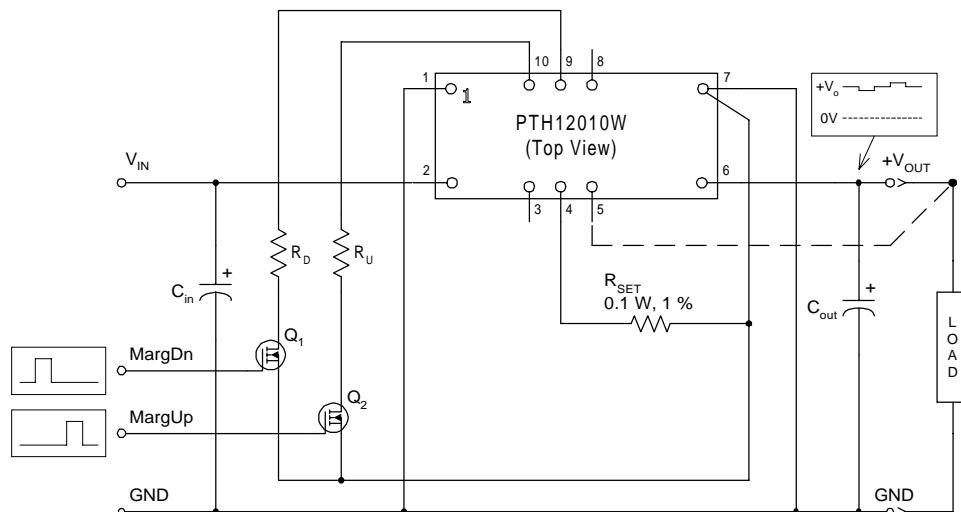 10 9 8
1 1 7
+Vo
0V
PTH12010W
(Top View)
VIN
2 6
+VOUT
3 4 5
RD RU
RSET
0.1 W, 1 %
Cin
+
Cout
+
LOAD
Q1
MargDn
Q2
MargUp
GND
GND